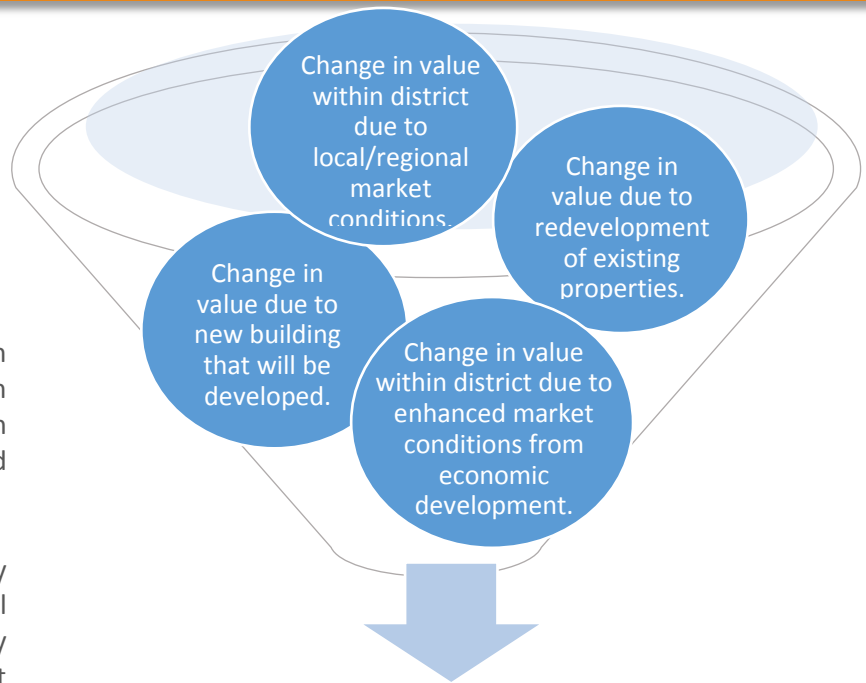 Change in value
within district
due to
local/regional
market
conditions.
Change in
value due to
redevelopment
of existing
properties.
Change in
value due to
new building
that will be
developed.
Change in value
within district due to
enhanced market
conditions from
economic
development.